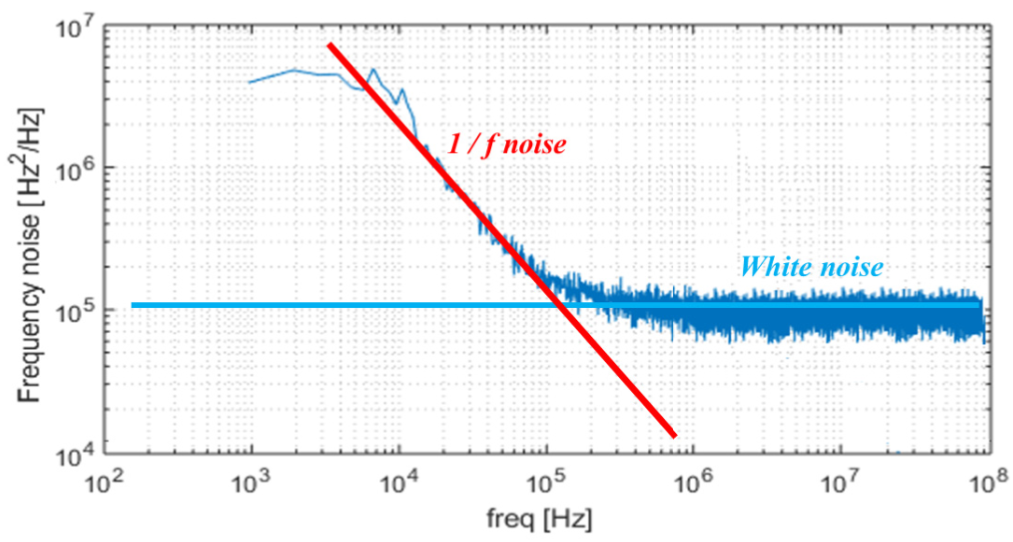 10^7
10^6
10^5
10^4
Frequency noise [Hz^2/Hz]
1 / f noise
White noise
10^2 10^3 10^4 10^5 10^6 10^7 10^8
freq [Hz]